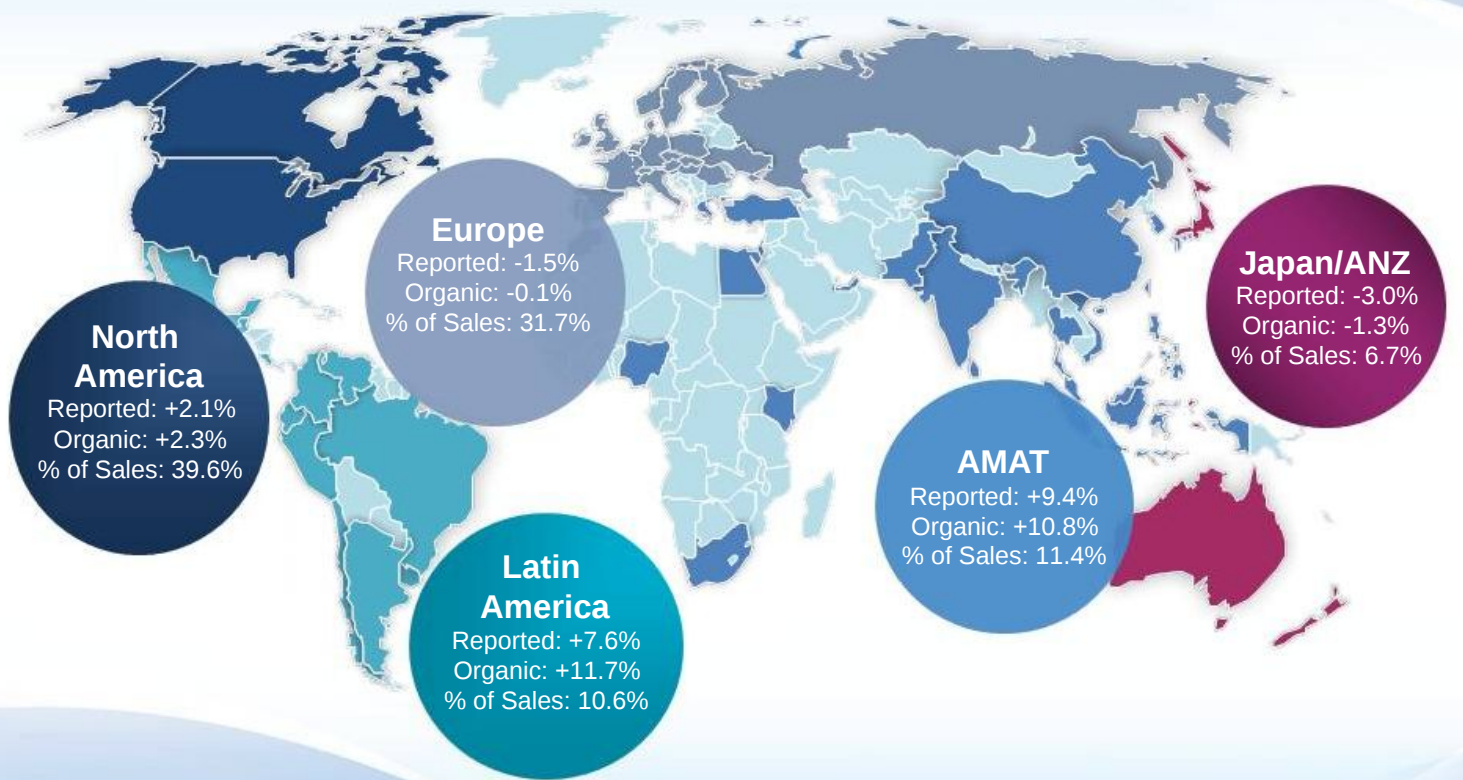 North
America
Reported: +2.1%
Organic: +2.3%
% of Sales: 39.6%
Europe
Reported: -1.5%
Organic: -0.1%
% of Sales: 31.7%
Latin
America
Reported: +7.6%
Organic: +11.7%
% of Sales: 10.6%
AMAT
Reported: +9.4%
Organic: +10.8%
% of Sales: 11.4%
Japan/ANZ
Reported: -3.0%
Organic: -1.3%
% of Sales: 6.7%